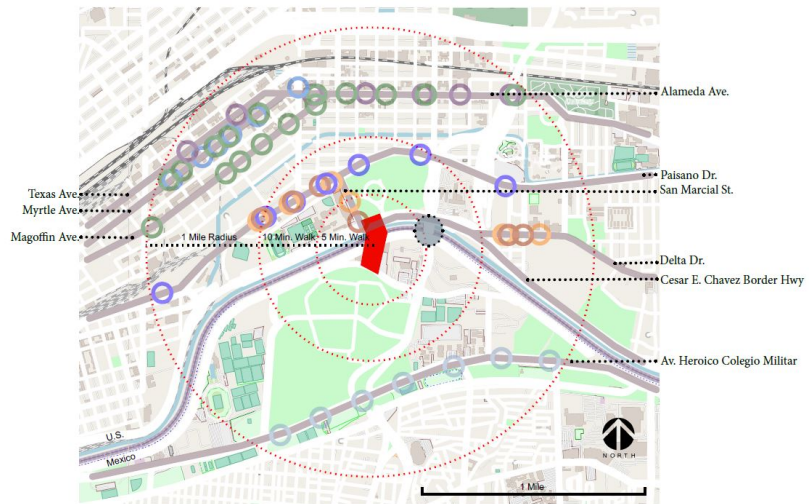 Alameda Ave.
Paisano Dr.
San Marcial St.
Texas Ave.
Myrtle Ave.
Magoffin Ave.
1 Mile Radius
10 Min. Walk
5 Min. Walk
Delta Dr.
Cesar E. Chavez Border Hwy
Av. Heroico Colegio Militar
U.S.
Mexico
NORTH
1 Mile